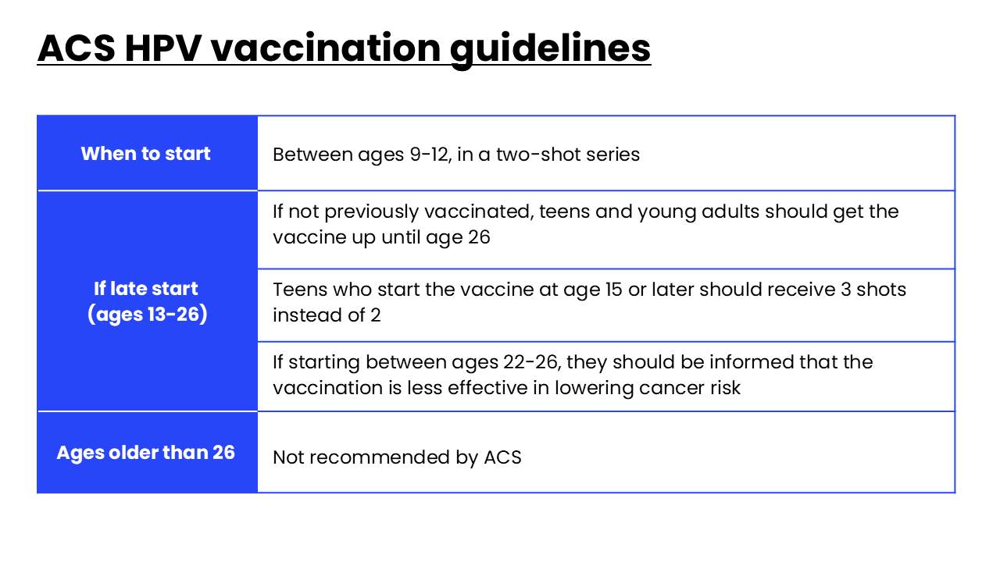 ACS HPV vaccination guidelines
When to start
Between ages 9-12, in a two-shot series
If late start
(ages 13-26)
If not previously vaccinated, teens and young adults should get the
vaccine up until age 26
Teens who start the vaccine at age 15 or later should receive 3 shots
instead of 2
If starting between ages 22-26, they should be informed that the
vaccination is less effective in lowering cancer risk
Ages older than 26
Not recommended by ACS